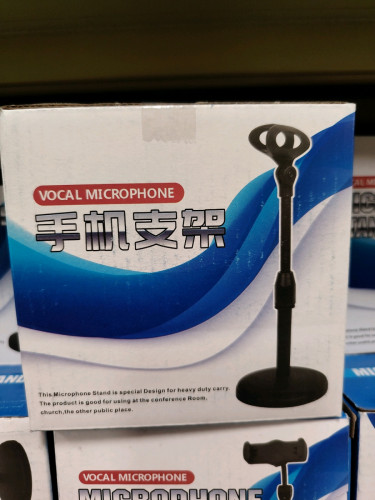 VOCAL MICROPHONE
手机支架
This Microphone Stand is special Design for heavy duty carry.
The product is good for using at the conference Room,
church,the other public place.
VOCAL MICROPHONE
MICROPHONE